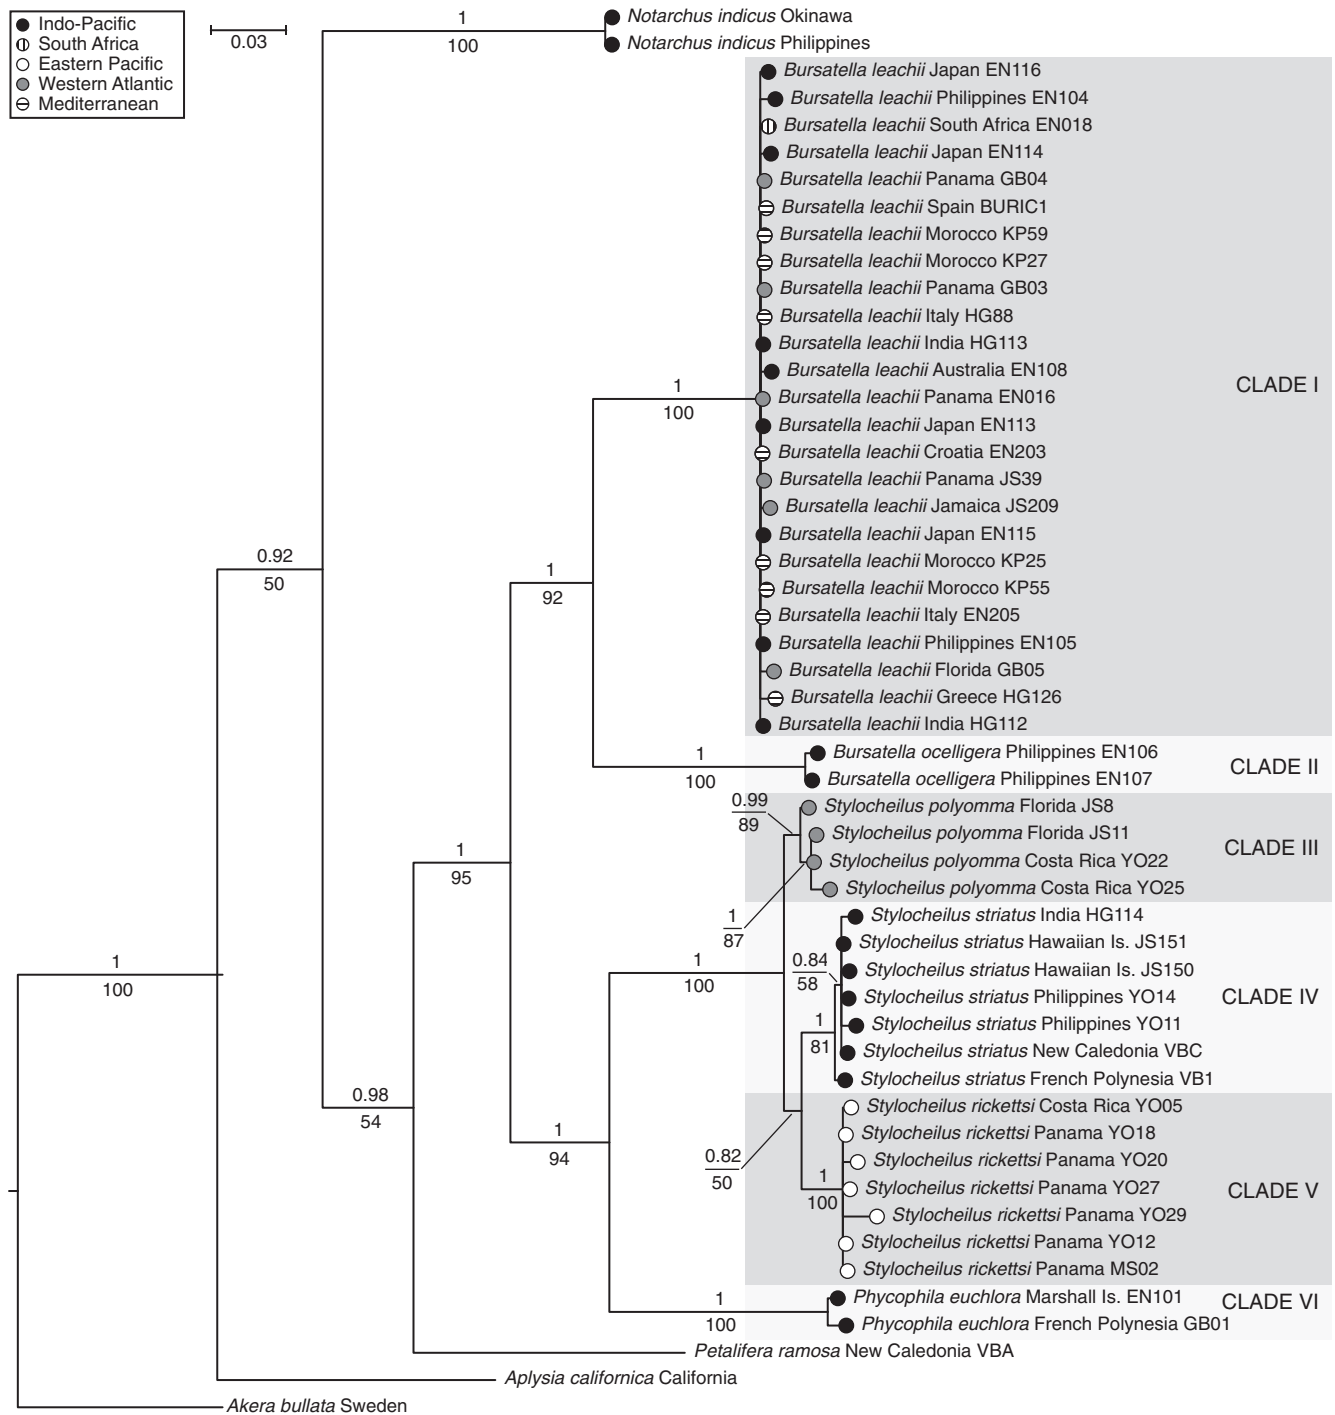 Indo-Pacific
South Africa
Eastern Pacific
Western Atlantic
Mediterranean
0.03
1
100
Notarchus indicus Okinawa
Notarchus indicus Philippines
Bursatella leachii Japan EN116
Bursatella leachii Philippines EN104
Bursatella leachii South Africa EN018
Bursatella leachii Japan EN114
Bursatella leachii Panama GB04
Bursatella leachii Spain BURIC1
Bursatella leachii Morocco KP59
Bursatella leachii Morocco KP27
Bursatella leachii Panama GB03
Bursatella leachii Italy HG88
Bursatella leachii India HG113
Bursatella leachii Australia EN108
Bursatella leachii Panama EN016
Bursatella leachii Japan EN113
Bursatella leachii Croatia EN203
Bursatella leachii Panama JS39
Bursatella leachii Jamaica JS209
Bursatella leachii Japan EN115
Bursatella leachii Morocco KP25
Bursatella leachii Morocco KP55
Bursatella leachii Italy EN205
Bursatella leachii Philippines EN105
Bursatella leachii Florida GB05
Bursatella leachii Greece HG126
Bursatella leachii India HG112
CLADE I
1
100
0.92
50
1
92
Bursatella ocelligera Philippines EN106
Bursatella ocelligera Philippines EN107
CLADE II
1
100
Stylocheilus polyomma Florida JS8
Stylocheilus polyomma Florida JS11
Stylocheilus polyomma Costa Rica YO22
Stylocheilus polyomma Costa Rica YO25
CLADE III
0.99
89
1
95
1
87
Stylocheilus striatus India HG114
Stylocheilus striatus Hawaiian Is. JS151
Stylocheilus striatus Hawaiian Is. JS150
Stylocheilus striatus Philippines YO14
Stylocheilus striatus Philippines YO11
Stylocheilus striatus New Caledonia VBC
Stylocheilus striatus French Polynesia VB1
CLADE IV
1
100
1
100
0.84
58
1
81
0.98
54
1
94
Stylocheilus rickettsi Costa Rica YO05
Stylocheilus rickettsi Panama YO18
Stylocheilus rickettsi Panama YO20
Stylocheilus rickettsi Panama YO27
Stylocheilus rickettsi Panama YO29
Stylocheilus rickettsi Panama YO12
Stylocheilus rickettsi Panama MS02
CLADE V
0.82
50
1
100
Phycophila euchlora Marshall Is. EN101
Phycophila euchlora French Polynesia GB01
CLADE VI
1
100
Petalifera ramosa New Caledonia VBA
Aplysia californica California
Akera bullata Sweden